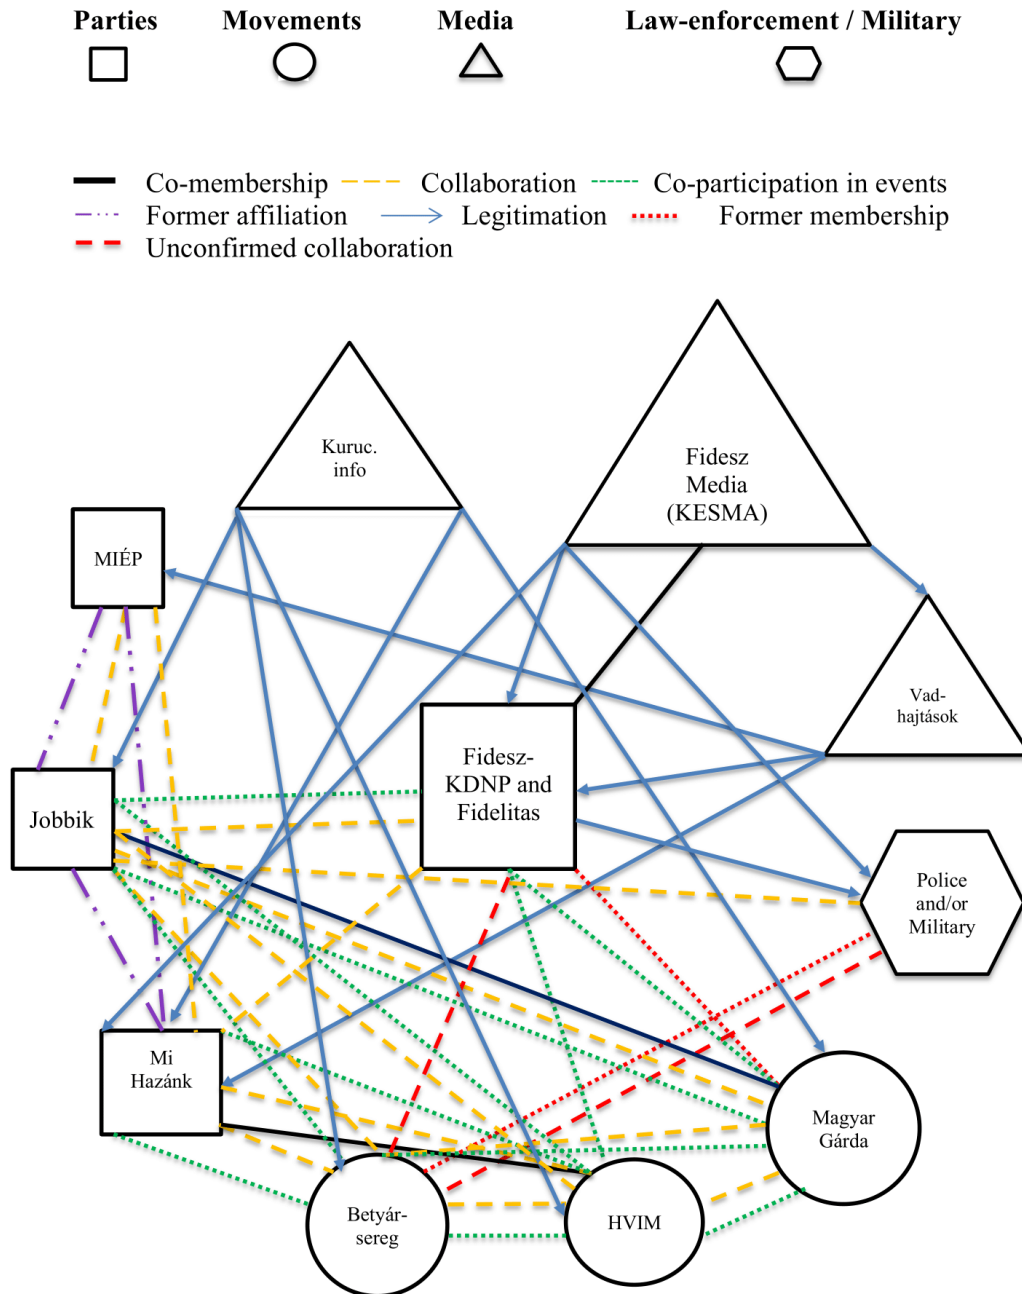 Parties Movements Media Law-enforcement / Military
Co-membership Collaboration Co-participation in events
Former affiliation Legitimation Former membership
Unconfirmed collaboration
Kuruc.
info
Fidesz
Media
(KESMA)
MIÉP
Vad-
hajtások
Fidesz-
KDNP and
Fidelitas
Jobbik
Police
and/or
Military
Mi
Hazánk
Magyar
Gárda
Betyár-
sereg
HVIM